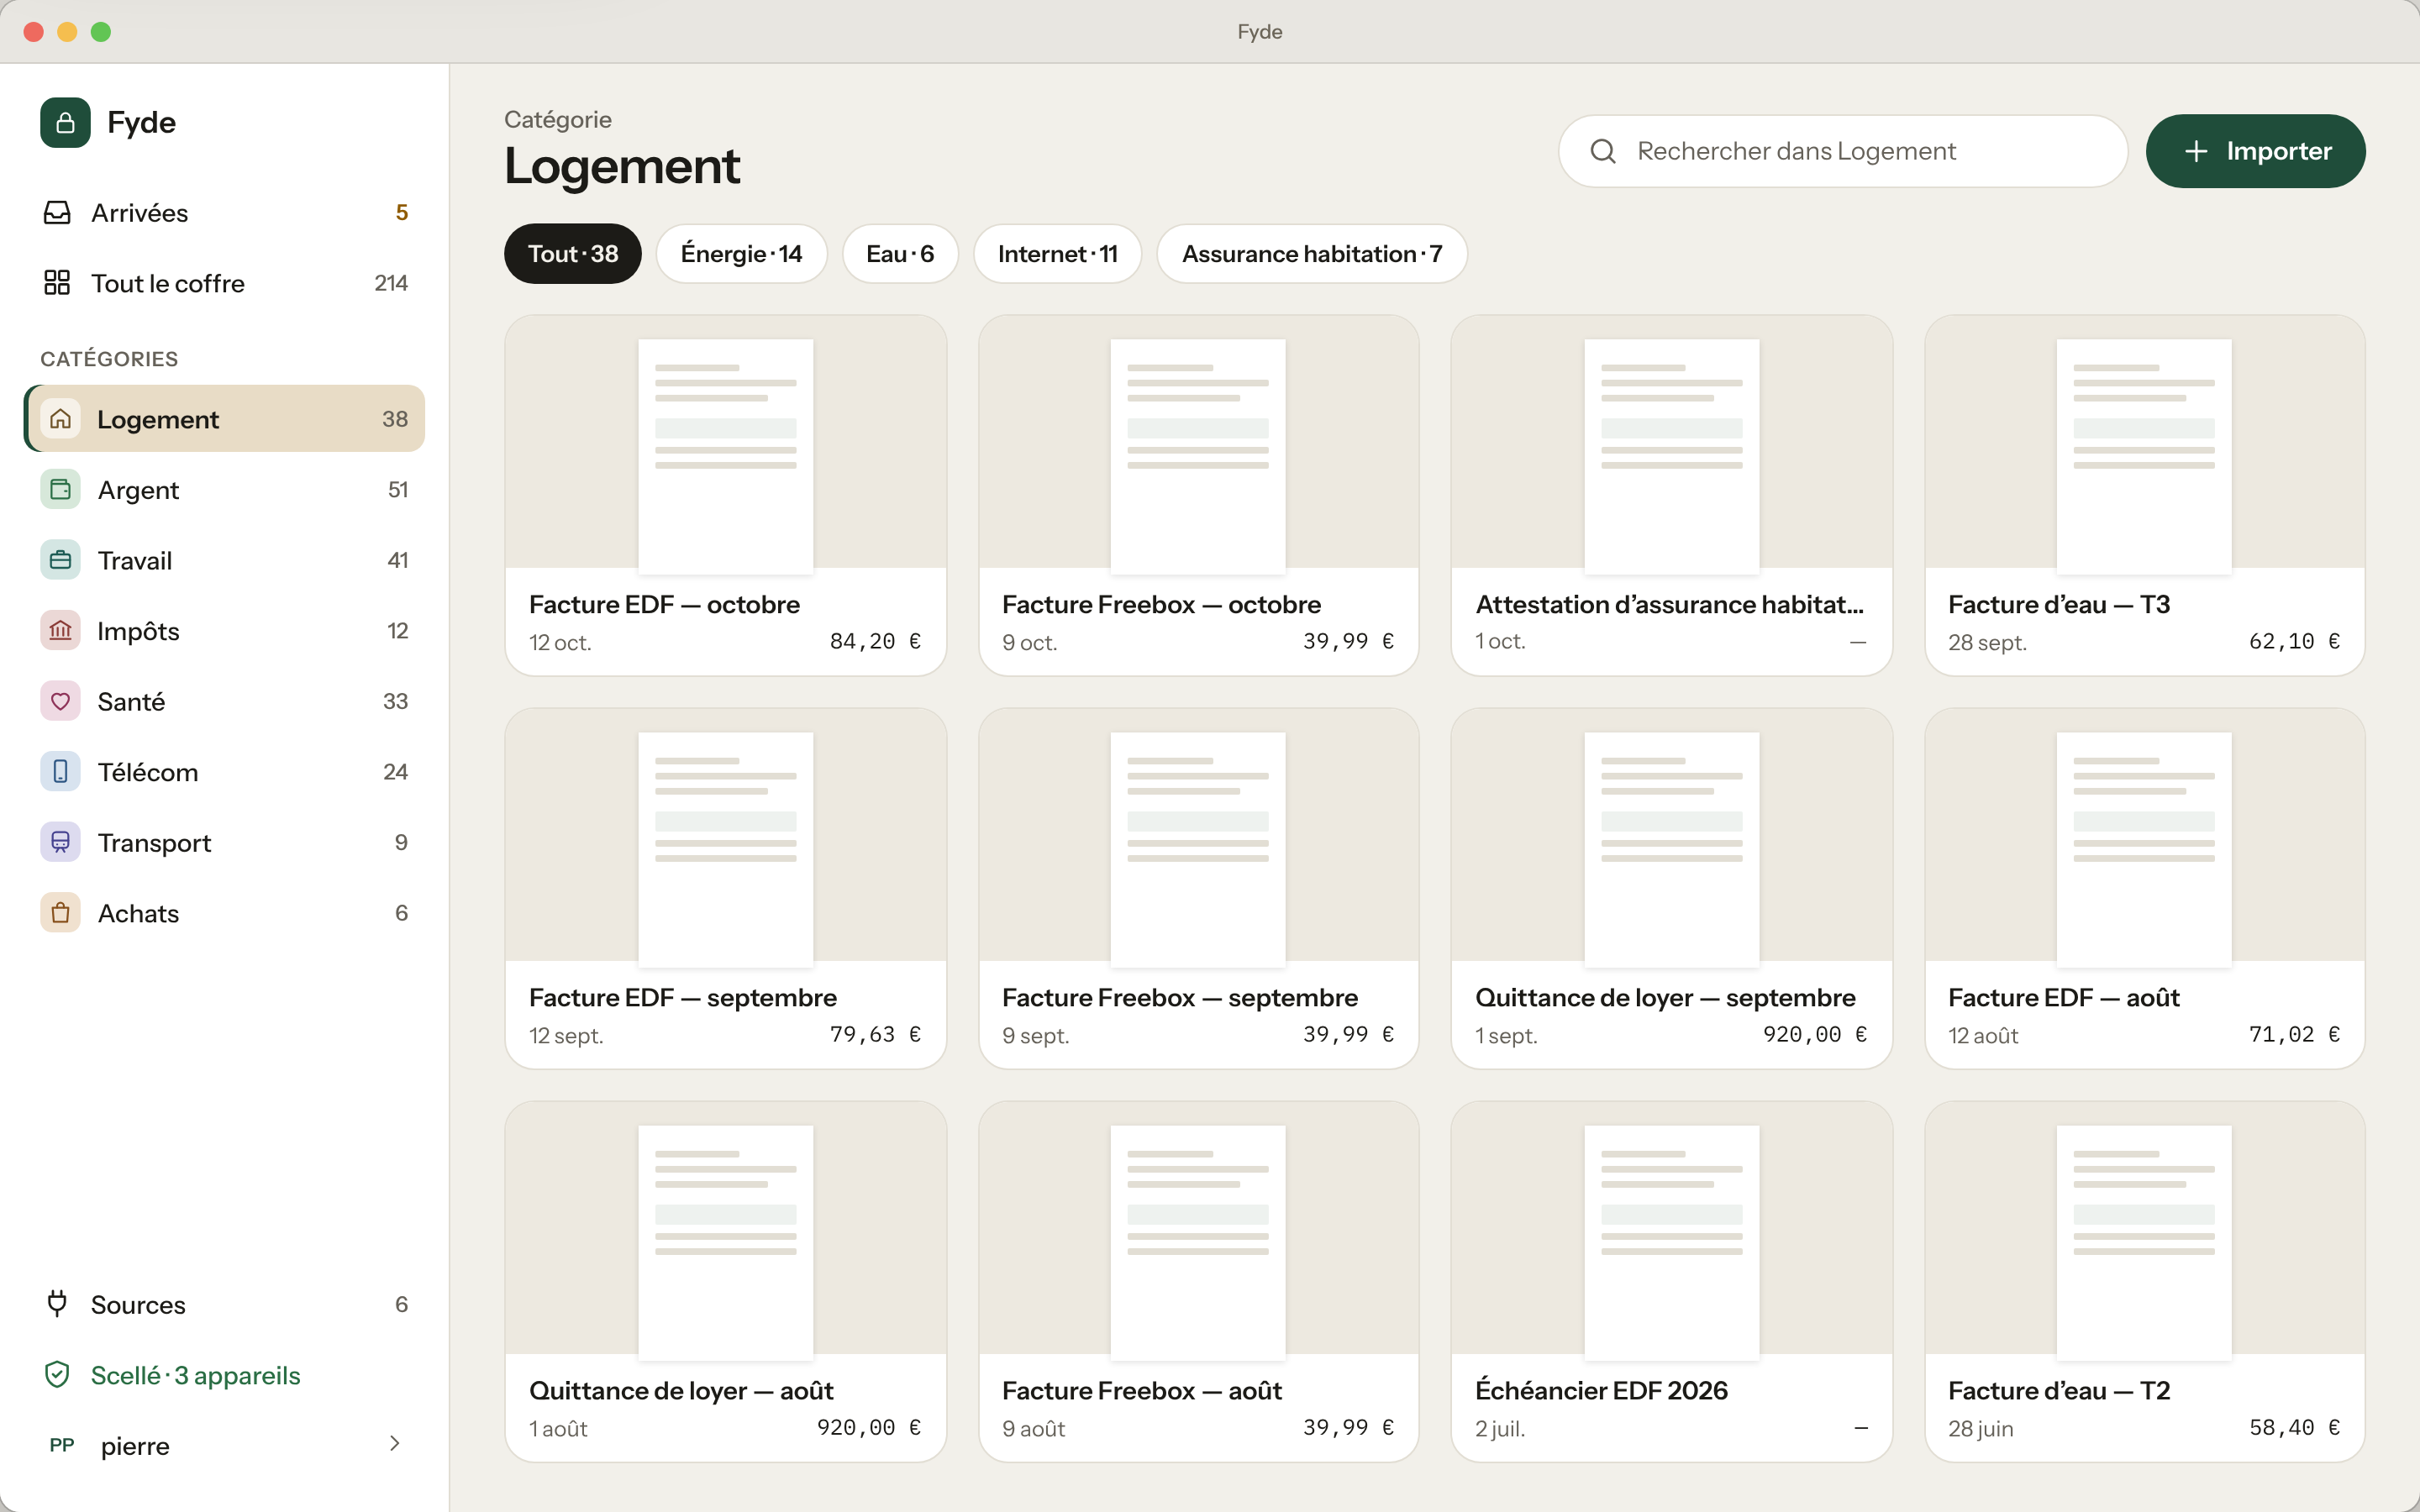 Fyde
Fyde
Arrivées 5
Tout le coffre 214
CATÉGORIES
Logement 38
Argent 51
Travail 41
Impôts 12
Santé 33
Télécom 24
Transport 9
Achats 6
Sources 6
Scellé · 3 appareils
PP pierre
Catégorie
Logement
Rechercher dans Logement
Importer
Tout · 38 Énergie · 14 Eau · 6 Internet · 11 Assurance habitation · 7
Facture EDF — octobre
12 oct. 84,20 €
Facture Freebox — octobre
9 oct. 39,99 €
Attestation d’assurance habitat…
1 oct. —
Facture d’eau — T3
28 sept. 62,10 €
Facture EDF — septembre
12 sept. 79,63 €
Facture Freebox — septembre
9 sept. 39,99 €
Quittance de loyer — septembre
1 sept. 920,00 €
Facture EDF — août
12 août 71,02 €
Quittance de loyer — août
1 août 920,00 €
Facture Freebox — août
9 août 39,99 €
Échéancier EDF 2026
2 juil. —
Facture d’eau — T2
28 juin 58,40 €